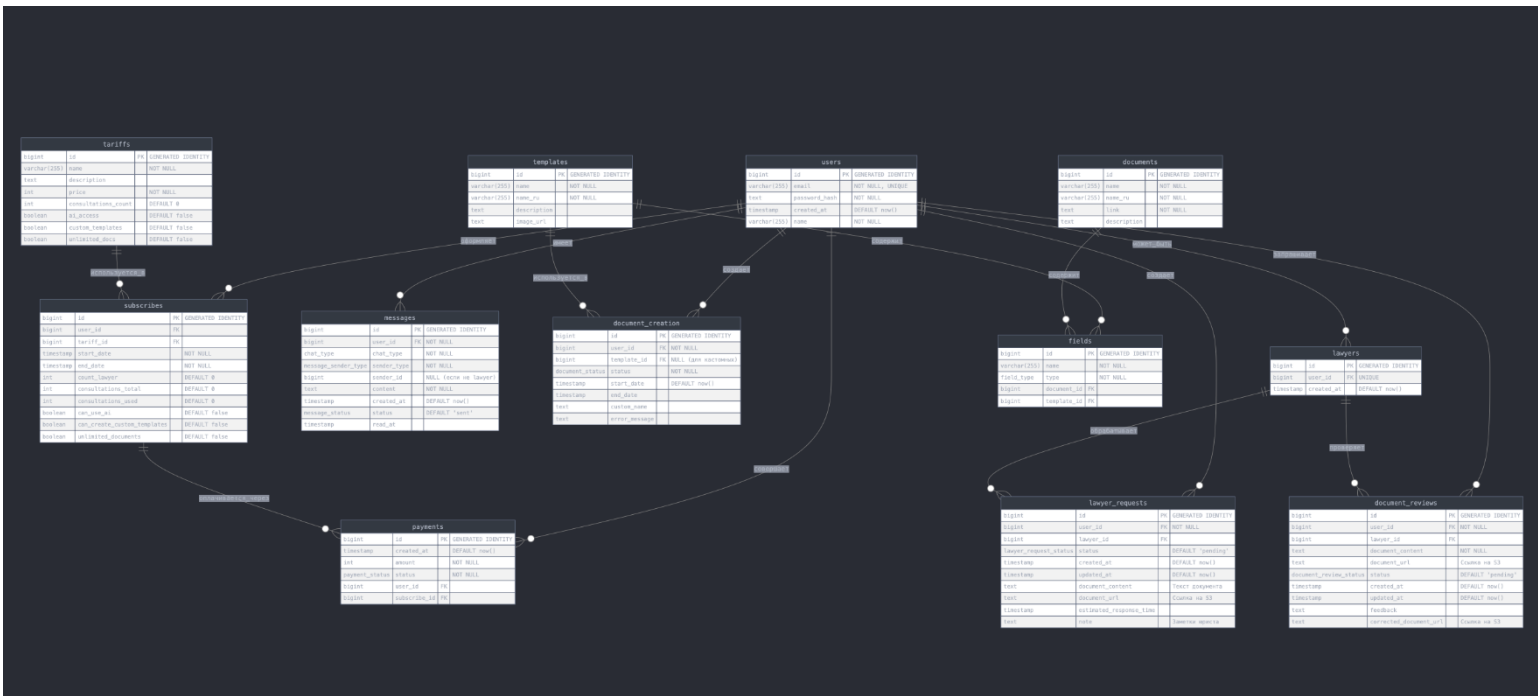 tariffs
bigint id PK GENERATED IDENTITY
varchar(255) name NOT NULL
text description
int price NOT NULL
int consultations_count DEFAULT 0
boolean ai_access DEFAULT false
boolean custom_templates DEFAULT false
boolean unlimited_docs DEFAULT false
templates
bigint id PK GENERATED IDENTITY
varchar(255) name NOT NULL
varchar(255) name_ru NOT NULL
text description
text image_url
users
bigint id PK GENERATED IDENTITY
varchar(255) email NOT NULL, UNIQUE
text password_hash NOT NULL
timestamp created_at DEFAULT now()
varchar(255) name NOT NULL
documents
bigint id PK GENERATED IDENTITY
varchar(255) name NOT NULL
varchar(255) name_ru NOT NULL
text link NOT NULL
text description
используется_в
subscribes
bigint id PK GENERATED IDENTITY
bigint user_id FK
bigint tariff_id FK
timestamp start_date NOT NULL
timestamp end_date NOT NULL
int count_lawyer DEFAULT 0
int consultations_total DEFAULT 0
int consultations_used DEFAULT 0
boolean can_use_ai DEFAULT false
boolean can_create_custom_templates DEFAULT false
boolean unlimited_documents DEFAULT false
messages
bigint id PK GENERATED IDENTITY
bigint user_id FK NOT NULL
chat_type chat_type NOT NULL
message_sender_type sender_type NOT NULL
bigint sender_id NULL (если не lawyer)
text content NOT NULL
timestamp created_at DEFAULT now()
message_status status DEFAULT 'sent'
timestamp read_at
используется_в
document_creation
bigint id PK GENERATED IDENTITY
bigint user_id FK NOT NULL
bigint template_id FK NULL (для кастомных)
document_status status NOT NULL
timestamp start_date DEFAULT now()
timestamp end_date
text custom_name
text error_message
fields
bigint id PK GENERATED IDENTITY
varchar(255) name NOT NULL
field_type type NOT NULL
bigint document_id FK
bigint template_id FK
lawyers
bigint id PK GENERATED IDENTITY
bigint user_id FK UNIQUE
timestamp created_at DEFAULT now()
payments
bigint id PK GENERATED IDENTITY
timestamp created_at DEFAULT now()
int amount NOT NULL
payment_status status NOT NULL
bigint user_id FK
bigint subscribe_id FK
lawyer_requests
bigint id PK GENERATED IDENTITY
bigint user_id FK NOT NULL
bigint lawyer_id FK
lawyer_request_status status DEFAULT 'pending'
timestamp created_at DEFAULT now()
timestamp updated_at DEFAULT now()
text document_content Текст документа
text document_url Ссылка на S3
timestamp estimated_response_time
text note Заметки юриста
document_reviews
bigint id PK GENERATED IDENTITY
bigint user_id FK NOT NULL
bigint lawyer_id FK
text document_content NOT NULL
text document_url Ссылка на S3
document_review_status status DEFAULT 'pending'
timestamp created_at DEFAULT now()
timestamp updated_at DEFAULT now()
text feedback
text corrected_document_url Ссылка на S3